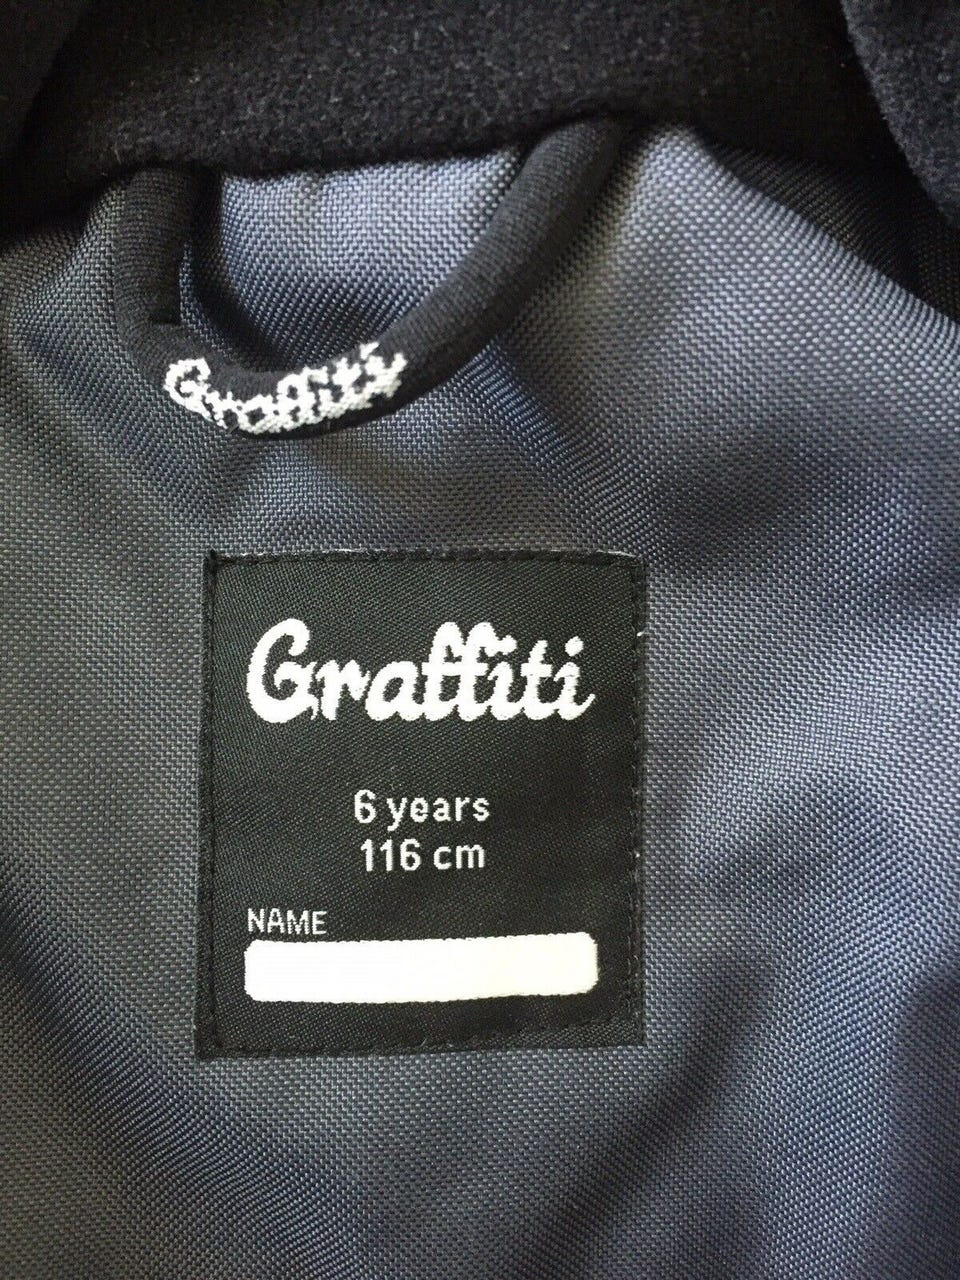 Graffiti
Graffiti
6 years
116 cm
NAME